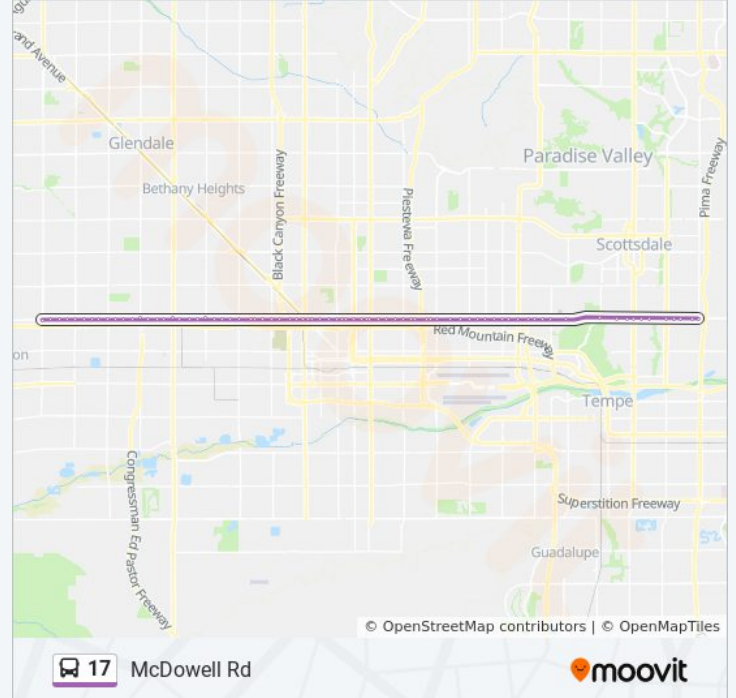 and Avenue
Glendale
Bethany Heights
Black Canyon Freeway
Piestewa Freeway
Paradise Valley
Pima Freeway
Scottsdale
Red Mountain Freeway
on
Tempe
Congressman Ed Pastor Freeway
Superstition Freeway
Guadalupe
© OpenStreetMap contributors | © OpenMapTiles
17 McDowell Rd
moovit